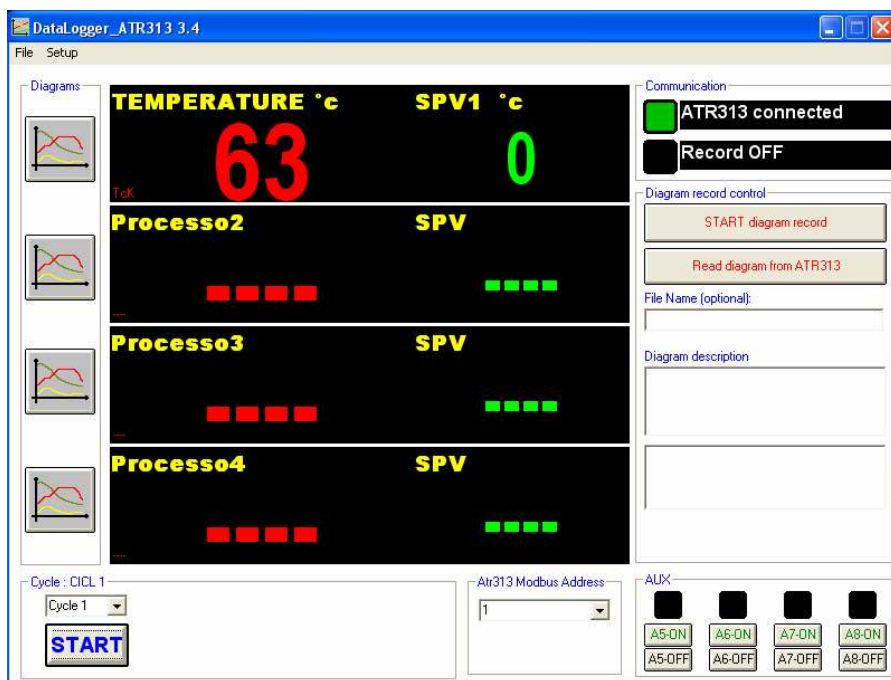 DataLogger_ATR313 3.4
File Setup
Diagrams
TEMPERATURE °c SPV1 °c
63 0
TcK
Processo2 SPV
---- ----
---
Processo3 SPV
---- ----
---
Processo4 SPV
---- ----
---
Communication
ATR313 connected
Record OFF
Diagram record control
START diagram record
Read diagram from ATR313
File Name (optional):
Diagram description
Cycle : CICL 1
Cycle 1
START
Atr313 Modbus Address
1
AUX
A5-ON A6-ON A7-ON A8-ON
A5-OFF A6-OFF A7-OFF A8-OFF